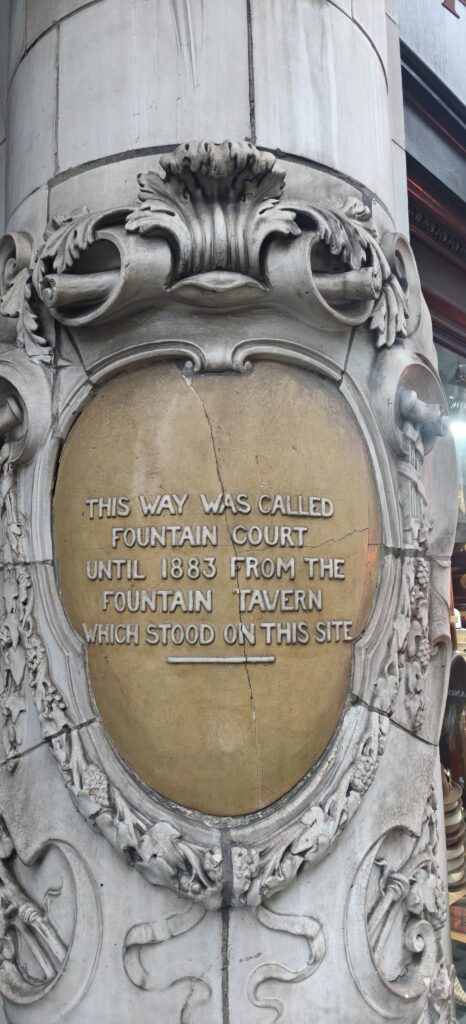 THIS WAY WAS CALLED
FOUNTAIN COURT
UNTIL 1883 FROM THE
FOUNTAIN TAVERN
WHICH STOOD ON THIS SITE